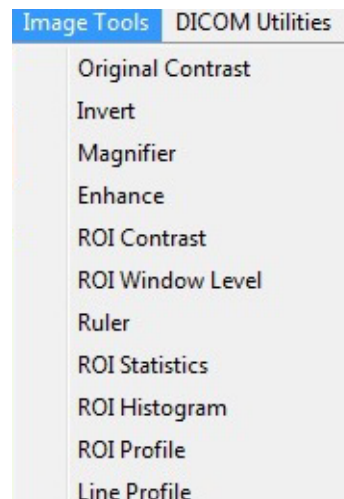 Image Tools DICOM Utilities
Original Contrast
Invert
Magnifier
Enhance
ROI Contrast
ROI Window Level
Ruler
ROI Statistics
ROI Histogram
ROI Profile
Line Profile